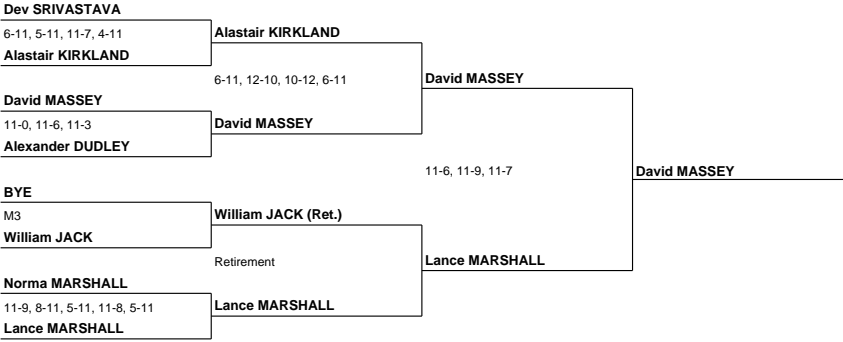 Dev SRIVASTAVA
6-11, 5-11, 11-7, 4-11
Alastair KIRKLAND
Alastair KIRKLAND
6-11, 12-10, 10-12, 6-11
David MASSEY
David MASSEY
11-0, 11-6, 11-3
David MASSEY
Alexander DUDLEY
11-6, 11-9, 11-7
David MASSEY
BYE
M3
William JACK (Ret.)
William JACK
Retirement
Lance MARSHALL
Norma MARSHALL
11-9, 8-11, 5-11, 11-8, 5-11
Lance MARSHALL
Lance MARSHALL